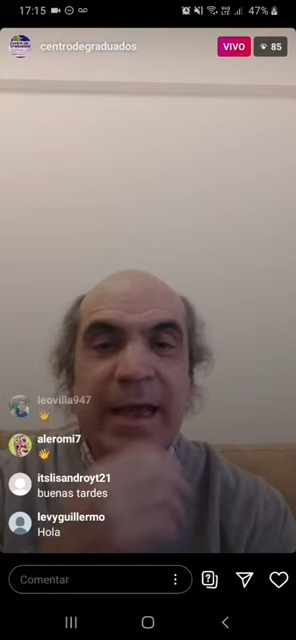 17:15
47%
centrodegraduados
VIVO
85
leovilla947
aleromi7
itslisandroyt21
buenas tardes
levyguillermo
Hola
Comentar